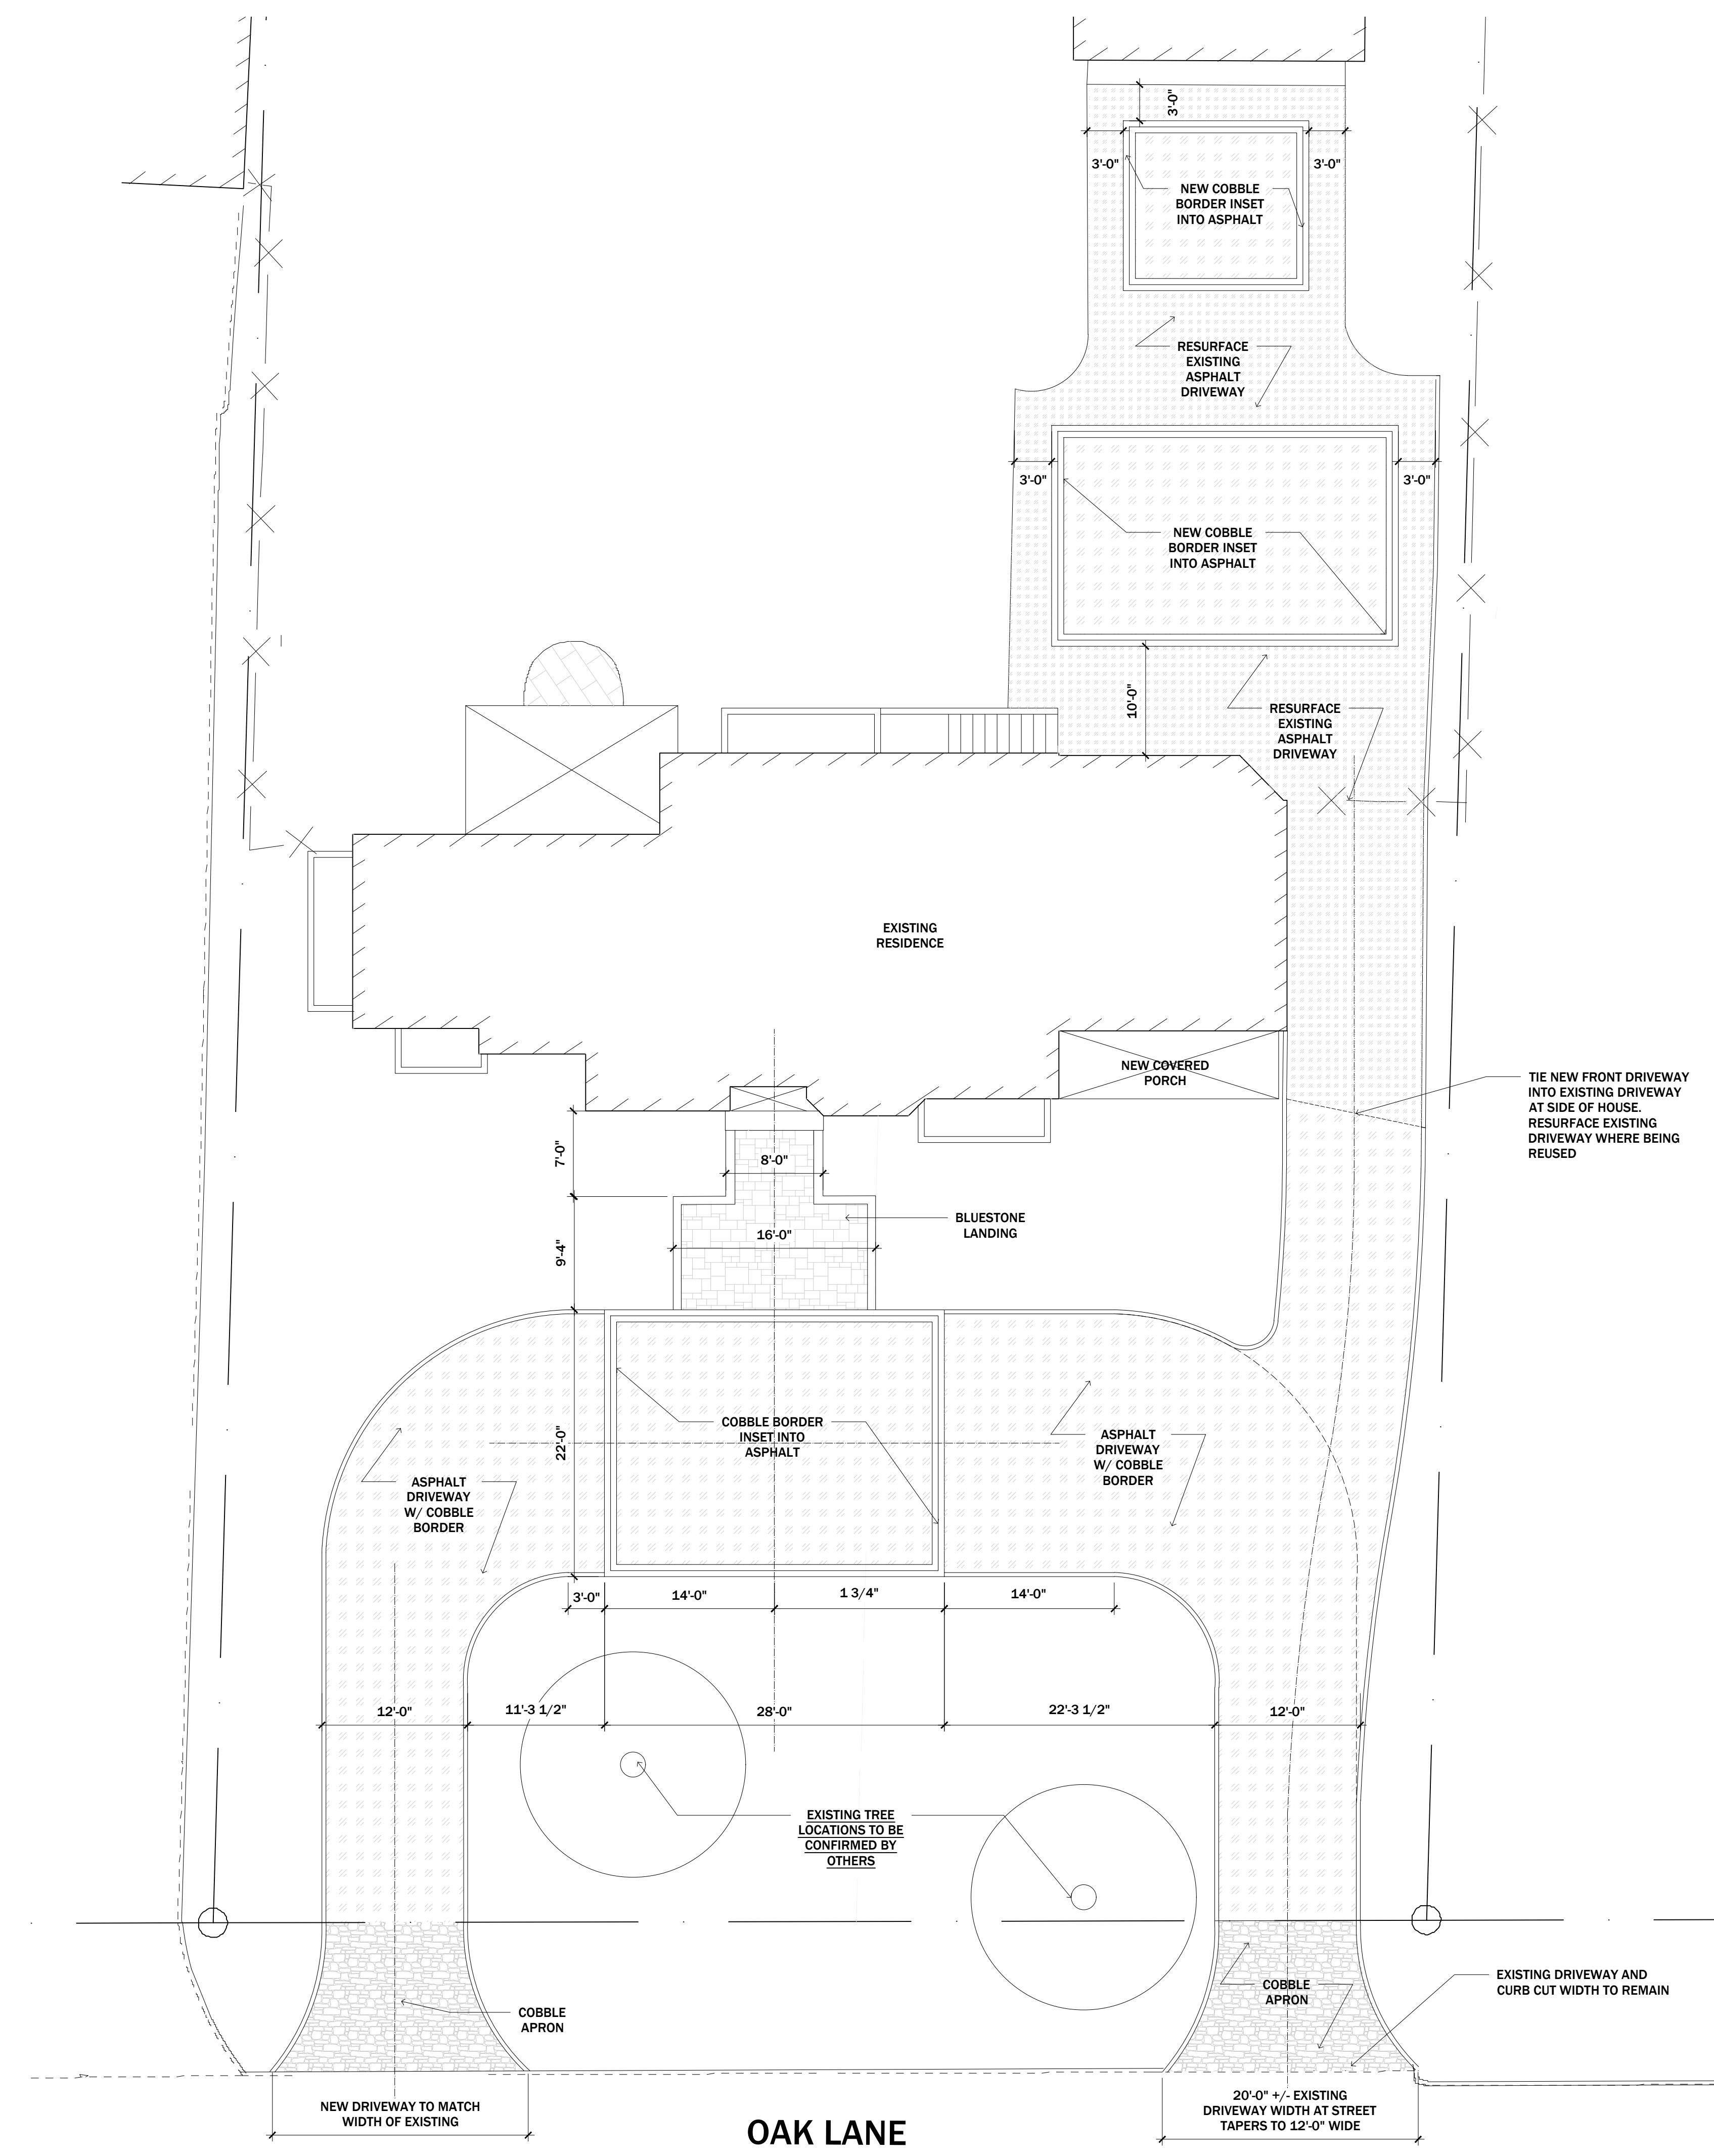 3'-0"
3'-0"
3'-0"
NEW COBBLE
BORDER INSET
INTO ASPHALT
RESURFACE
EXISTING
ASPHALT
DRIVEWAY
3'-0"
3'-0"
NEW COBBLE
BORDER INSET
INTO ASPHALT
10'-0"
RESURFACE
EXISTING
ASPHALT
DRIVEWAY
EXISTING
RESIDENCE
NEW COVERED
PORCH
TIE NEW FRONT DRIVEWAY
INTO EXISTING DRIVEWAY
AT SIDE OF HOUSE.
RESURFACE EXISTING
DRIVEWAY WHERE BEING
REUSED
7'-0"
8'-0"
BLUESTONE
LANDING
16'-0"
9'-4"
COBBLE BORDER
INSET INTO
ASPHALT
22'-0"
ASPHALT
DRIVEWAY
W/ COBBLE
BORDER
ASPHALT
DRIVEWAY
W/ COBBLE
BORDER
3'-0"
14'-0"
1 3/4"
14'-0"
12'-0"
11'-3 1/2"
28'-0"
22'-3 1/2"
12'-0"
EXISTING TREE
LOCATIONS TO BE
CONFIRMED BY
OTHERS
COBBLE
APRON
COBBLE
APRON
EXISTING DRIVEWAY AND
CURB CUT WIDTH TO REMAIN
NEW DRIVEWAY TO MATCH
WIDTH OF EXISTING
20'-0" +/- EXISTING
DRIVEWAY WIDTH AT STREET
TAPERS TO 12'-0" WIDE
OAK LANE